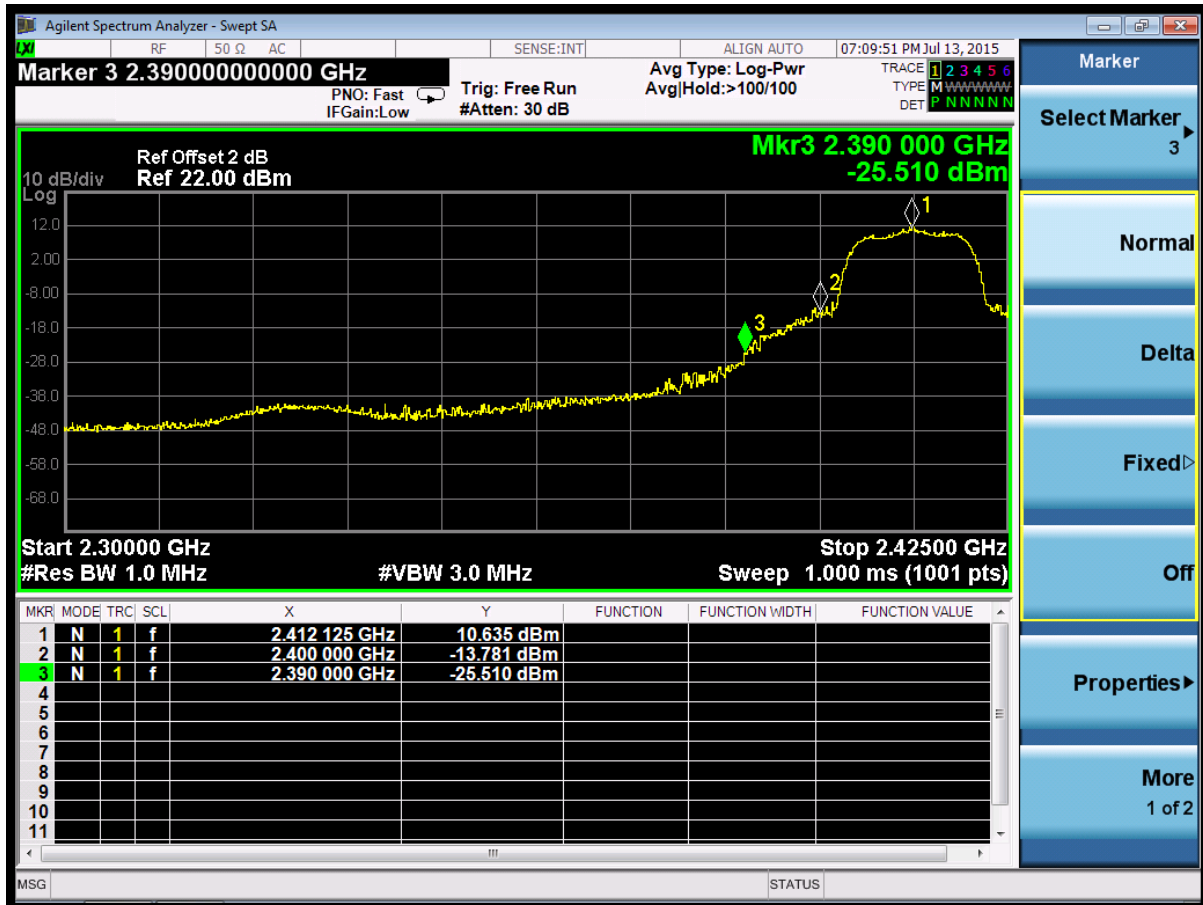 Agilent Spectrum Analyzer - Swept SA
LXI RF 50 Ω AC SENSE:INT ALIGN AUTO 07:09:51 PM Jul 13, 2015
Marker 3 2.390000000000 GHz
PNO: Fast
IFGain:Low
Trig: Free Run
#Atten: 30 dB
Avg Type: Log-Pwr
Avg|Hold:>100/100
TRACE 1 2 3 4 5 6
TYPE M WWWWW
DET P N N N N N
Mkr3 2.390 000 GHz
-25.510 dBm
Ref Offset 2 dB
10 dB/div Ref 22.00 dBm
Log
12.0
2.00
-8.00
-18.0
-28.0
-38.0
-48.0
-58.0
-68.0
1
2
3
Start 2.30000 GHz Stop 2.42500 GHz
#Res BW 1.0 MHz #VBW 3.0 MHz Sweep 1.000 ms (1001 pts)
MKR MODE TRC SCL X Y FUNCTION FUNCTION WIDTH FUNCTION VALUE
1 N 1 f 2.412 125 GHz 10.635 dBm
2 N 1 f 2.400 000 GHz -13.781 dBm
3 N 1 f 2.390 000 GHz -25.510 dBm
4
5
6
7
8
9
10
11
MSG STATUS
Marker
Select Marker
3
Normal
Delta
Fixed
Off
Properties
More
1 of 2